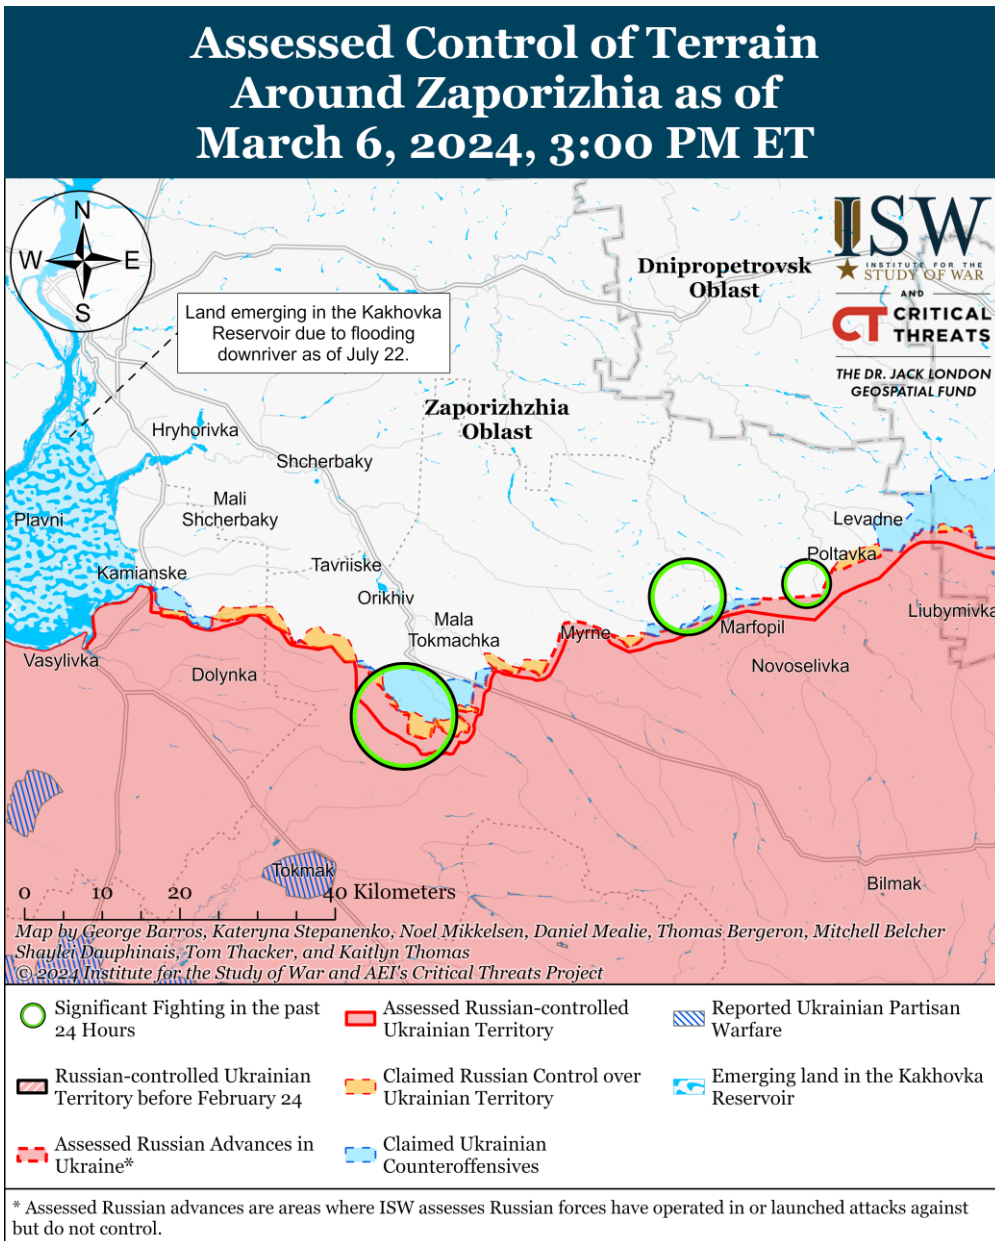 Assessed Control of Terrain
Around Zaporizhia as of
March 6, 2024, 3:00 PM ET
N
W
E
S
ISW
INSTITUTE FOR THE
STUDY OF WAR
AND
CT CRITICAL
THREATS
THE DR. JACK LONDON
GEOSPATIAL FUND
Dnipropetrovsk
Oblast
Land emerging in the Kakhovka
Reservoir due to flooding
downriver as of July 22.
Zaporizhzhia
Oblast
Hryhorivka
Shcherbaky
Mali
Shcherbaky
Plavni
Levadne
Poltavka
Kamianske
Tavriiske
Orikhiv
Mala
Tokmachka
Myrne
Marfopil
Liubymivka
Vasylivka
Dolynka
Novoselivka
Tokmak
Bilmak
0 10 20 40 Kilometers
Map by George Barros, Kateryna Stepanenko, Noel Mikkelsen, Daniel Mealie, Thomas Bergeron, Mitchell Belcher
Shaylei Dauphinais, Tom Thacker, and Kaitlyn Thomas
© 2024 Institute for the Study of War and AEI's Critical Threats Project
Significant Fighting in the past
24 Hours
Russian-controlled Ukrainian
Territory before February 24
Assessed Russian Advances in
Ukraine*
Assessed Russian-controlled
Ukrainian Territory
Claimed Russian Control over
Ukrainian Territory
Claimed Ukrainian
Counteroffensives
Reported Ukrainian Partisan
Warfare
Emerging land in the Kakhovka
Reservoir
* Assessed Russian advances are areas where ISW assesses Russian forces have operated in or launched attacks against
but do not control.